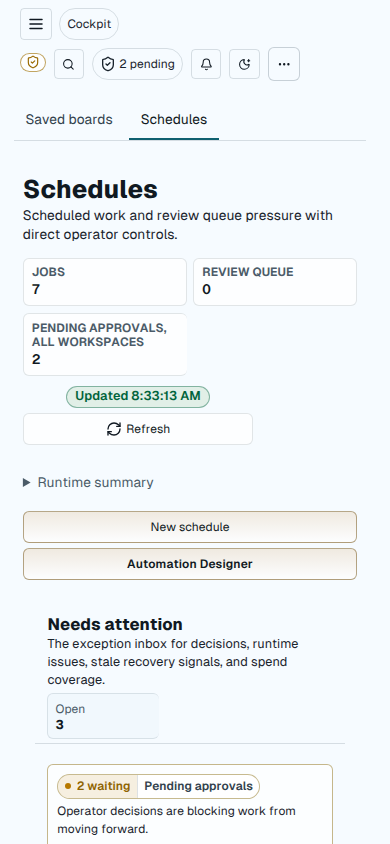 Cockpit
2 pending
Saved boards
Schedules
Schedules
Scheduled work and review queue pressure with
direct operator controls.
JOBS
7
REVIEW QUEUE
0
PENDING APPROVALS,
ALL WORKSPACES
2
Updated 8:33:13 AM
Refresh
Runtime summary
New schedule
Automation Designer
Needs attention
The exception inbox for decisions, runtime
issues, stale recovery signals, and spend
coverage.
Open
3
2 waiting
Pending approvals
Operator decisions are blocking work from
moving forward.